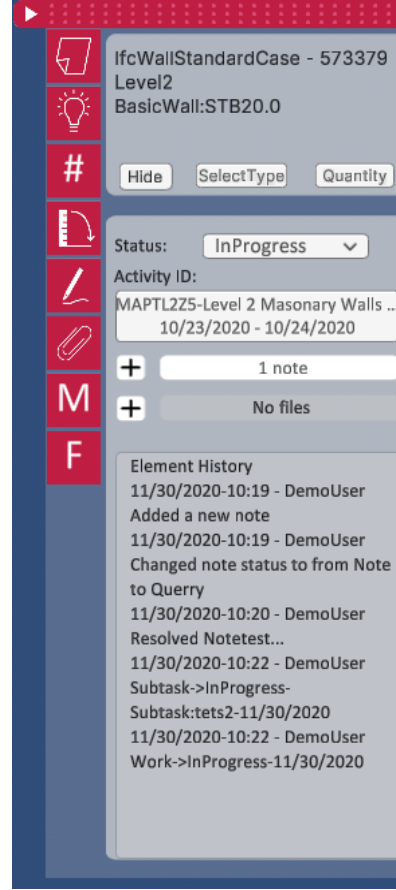 IfcWallStandardCase - 573379
Level2
BasicWall:STB20.0
#
Hide SelectType Quantity
Status: InProgress
Activity ID:
MAPTL2Z5-Level 2 Masonary Walls ...
10/23/2020 - 10/24/2020
+ 1 note
M
+ No files
F
Element History
11/30/2020-10:19 - DemoUser
Added a new note
11/30/2020-10:19 - DemoUser
Changed note status to from Note
to Querry
11/30/2020-10:20 - DemoUser
Resolved Notetest...
11/30/2020-10:22 - DemoUser
Subtask->InProgress-
Subtask:tets2-11/30/2020
11/30/2020-10:22 - DemoUser
Work->InProgress-11/30/2020